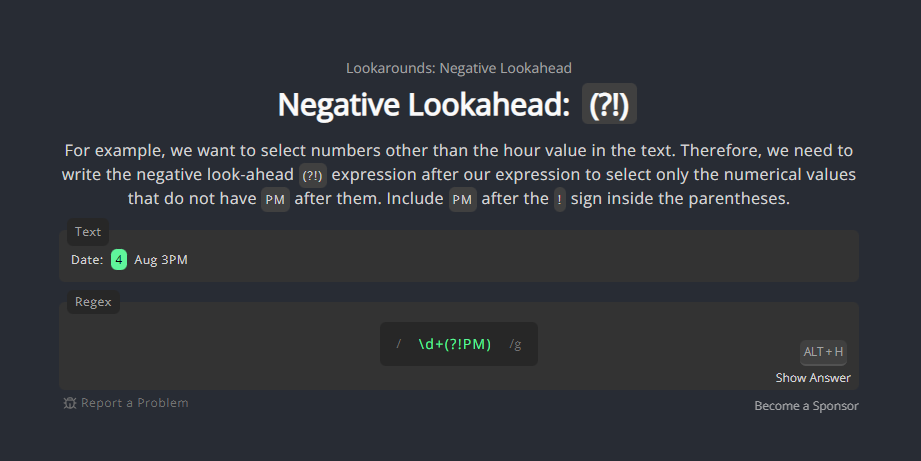 Lookarounds: Negative Lookahead
Negative Lookahead: (?!)
For example, we want to select numbers other than the hour value in the text. Therefore, we need to
write the negative look-ahead (?!) expression after our expression to select only the numerical values
that do not have PM after them. Include PM after the ! sign inside the parentheses.
Text
Date: 4 Aug 3PM
Regex
/ \d+(?!PM) /g
ALT + H
Show Answer
Report a Problem
Become a Sponsor